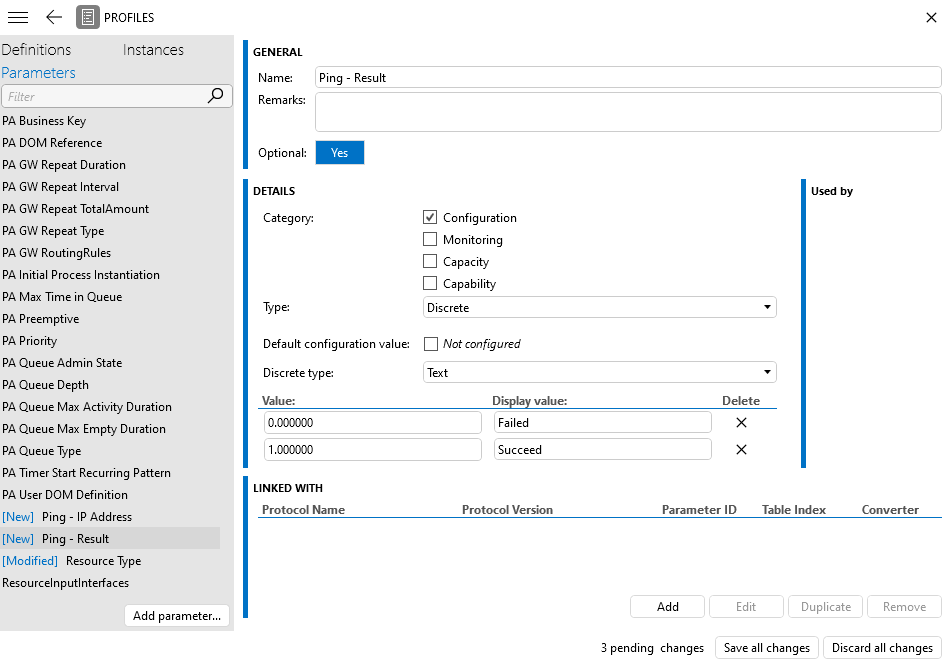 PROFILES
Definitions Instances
Parameters
Filter
PA Business Key
PA DOM Reference
PA GW Repeat Duration
PA GW Repeat Interval
PA GW Repeat TotalAmount
PA GW Repeat Type
PA GW RoutingRules
PA Initial Process Instantiation
PA Max Time in Queue
PA Preemptive
PA Priority
PA Queue Admin State
PA Queue Depth
PA Queue Max Activity Duration
PA Queue Max Empty Duration
PA Queue Type
PA Timer Start Recurring Pattern
PA User DOM Definition
[New] Ping - IP Address
[New] Ping - Result
[Modified] Resource Type
ResourceInputInterfaces
Add parameter...
GENERAL
Name: Ping - Result
Remarks:
Optional: Yes
DETAILS
Category: Configuration
Monitoring
Capacity
Capability
Type: Discrete
Default configuration value: Not configured
Discrete type: Text
Value: Display value: Delete
0.000000 Failed
1.000000 Succeed
Used by
LINKED WITH
Protocol Name Protocol Version Parameter ID Table Index Converter
Add Edit Duplicate Remove
3 pending changes Save all changes Discard all changes